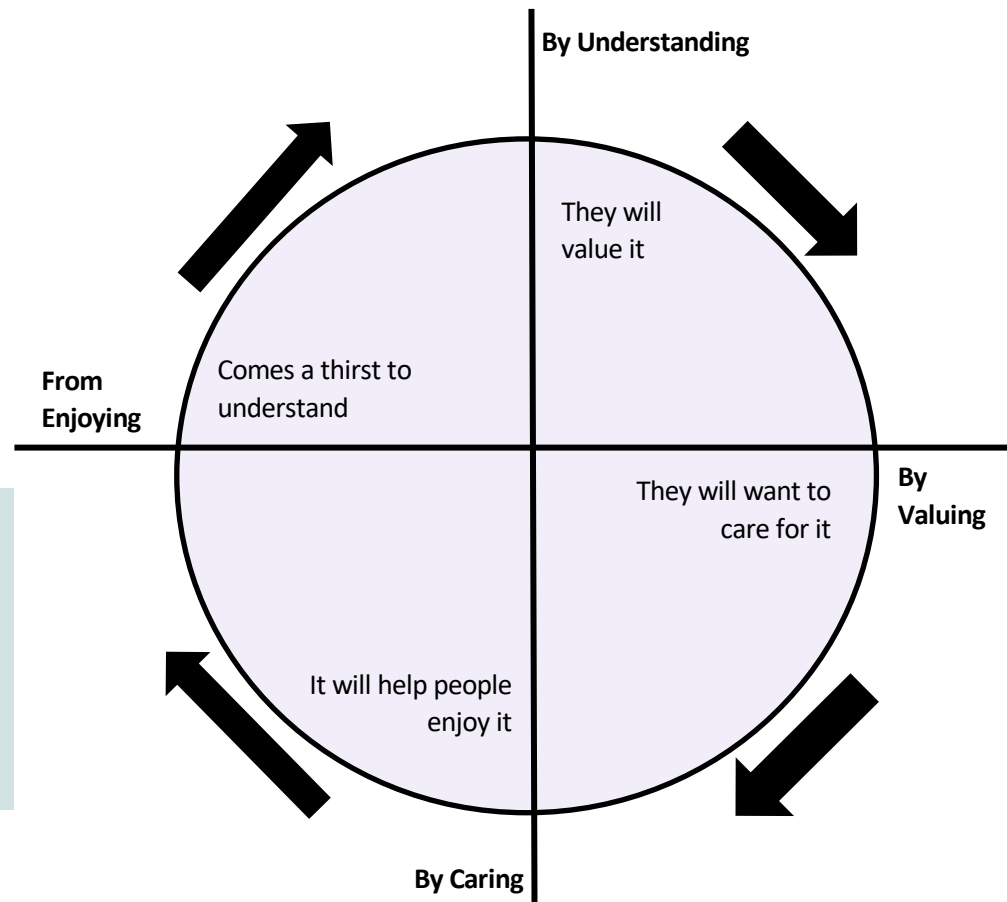 By Understanding
They will
value it
By
Valuing
They will want to
care for it
By Caring
It will help people
enjoy it
From
Enjoying
Comes a thirst to
understand